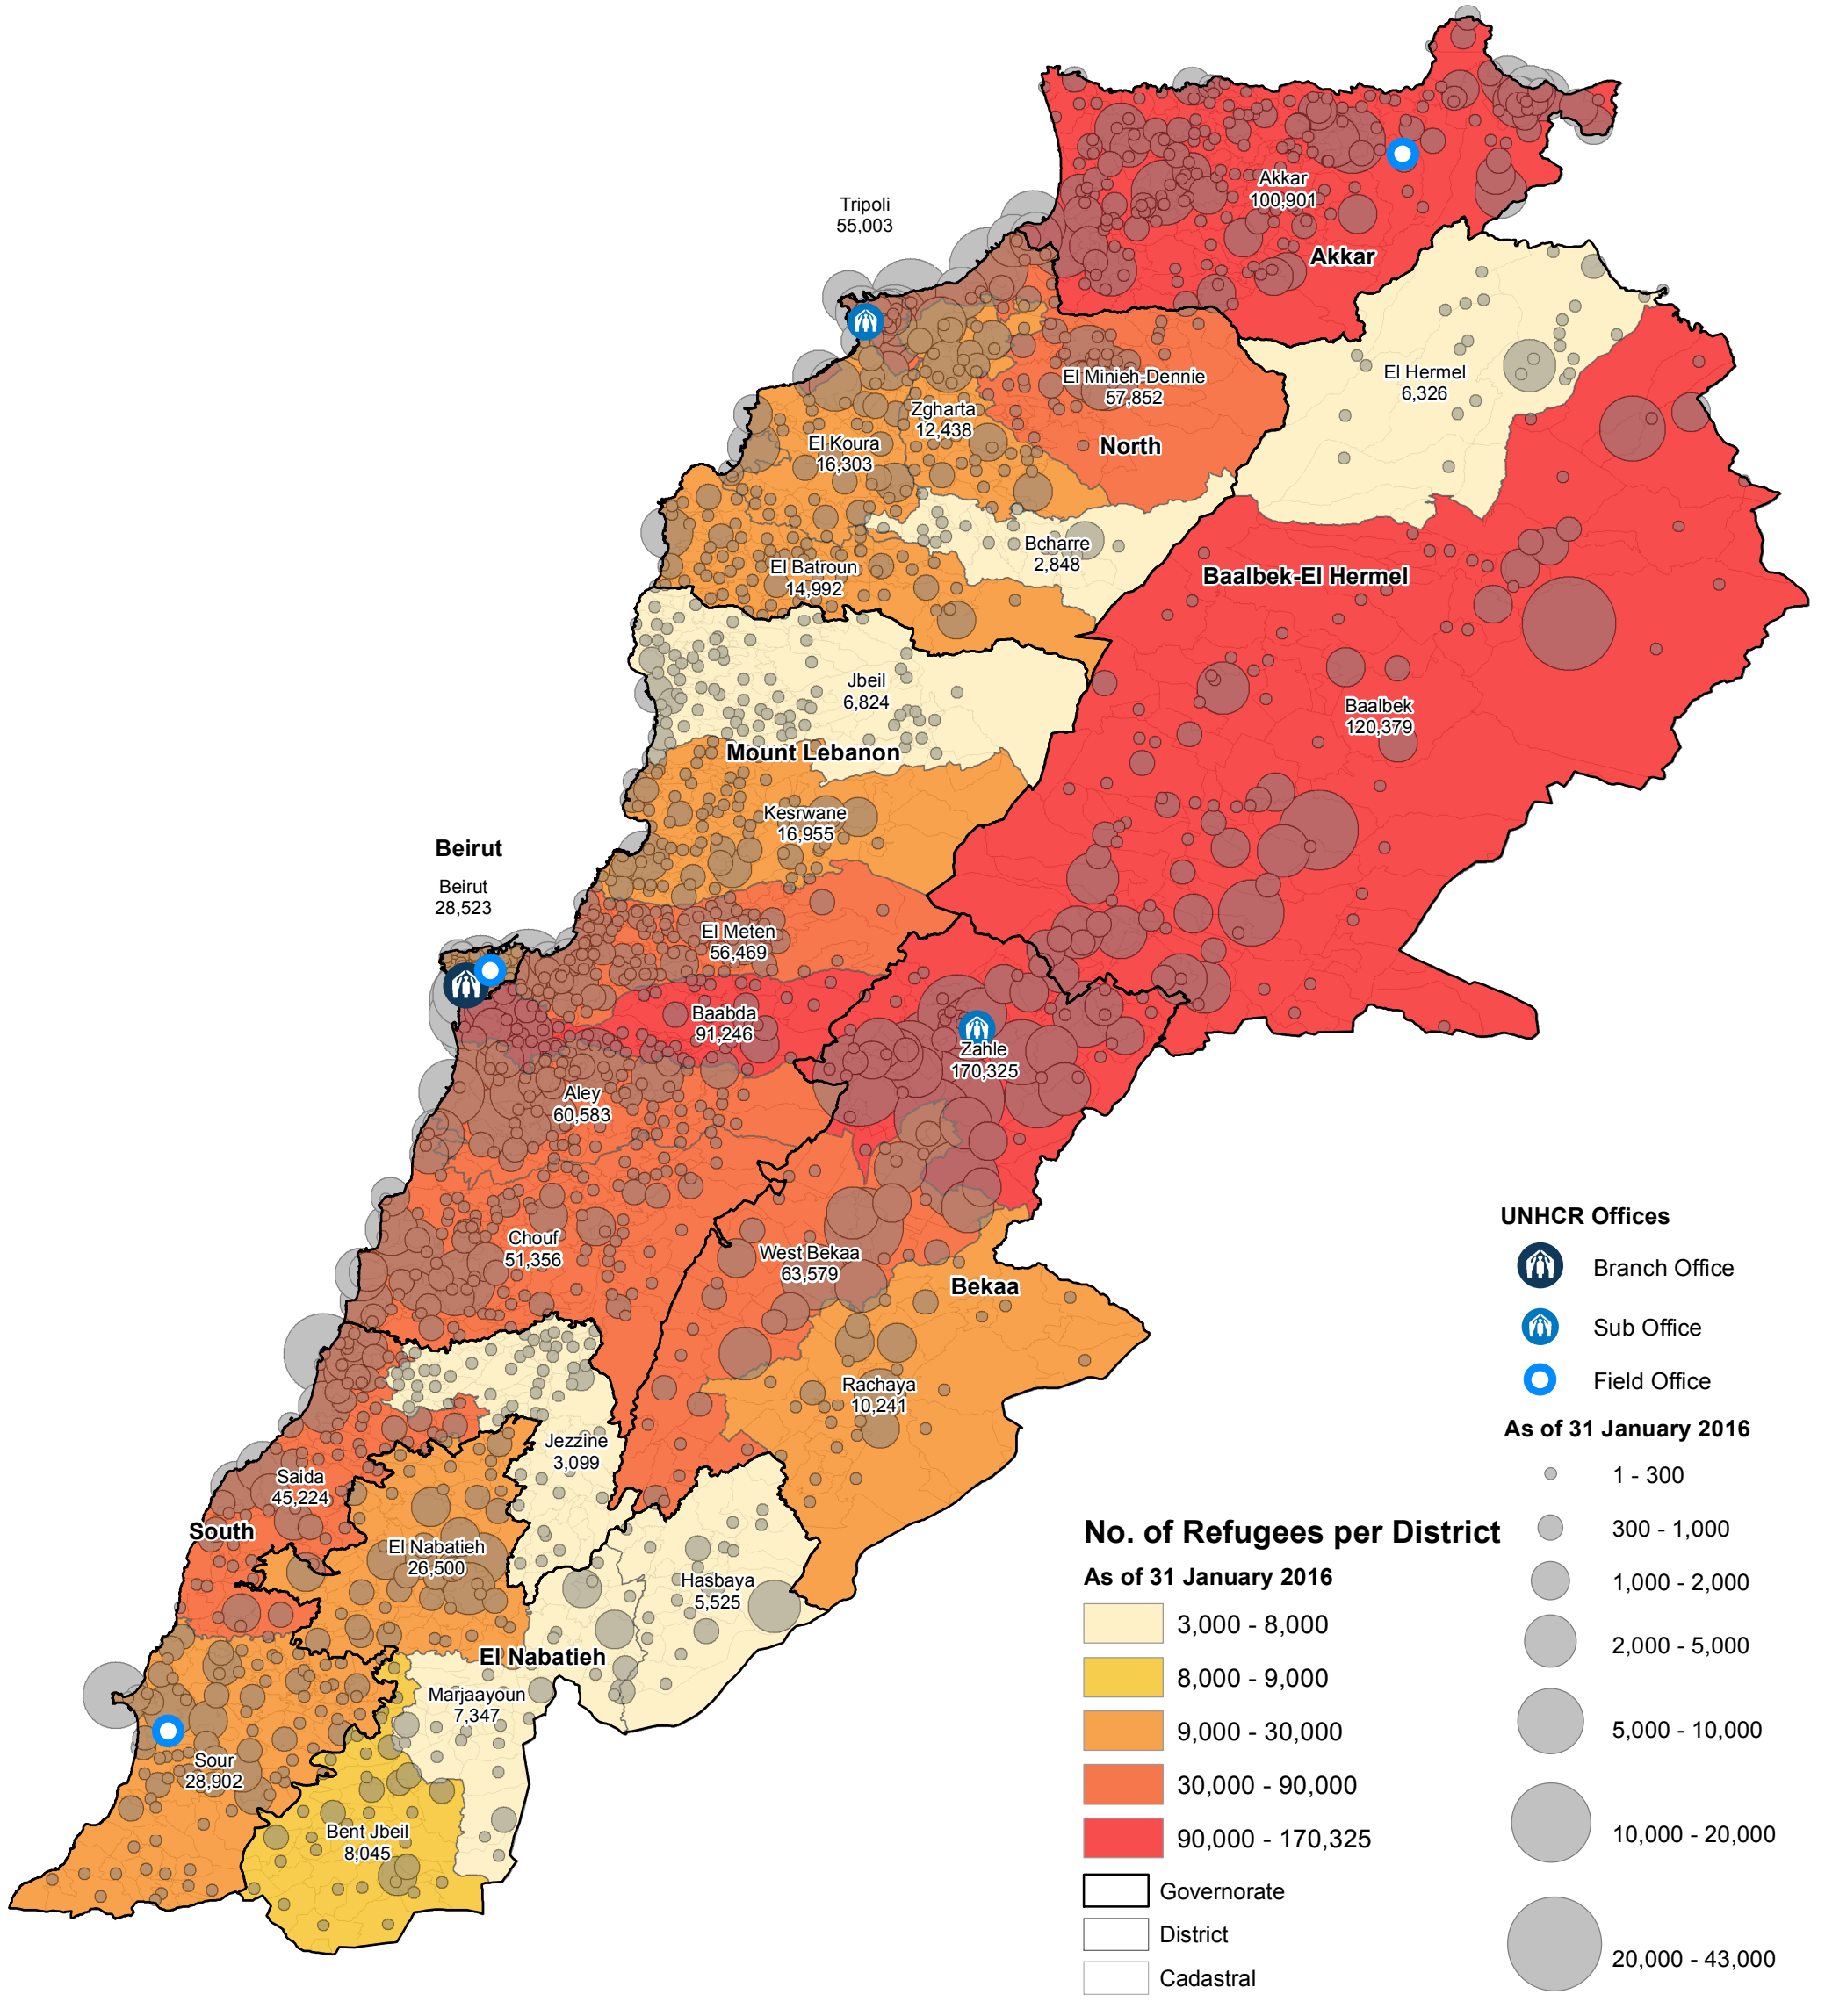 Tripoli
55,003
Akkar
100,901
Akkar
El Hermel
6,326
El Minieh-Dennie
57,852
Zgharta
12,438
El Koura
16,303
North
Bcharre
2,848
El Batroun
14,992
Baalbek-El Hermel
Jbeil
6,824
Baalbek
120,379
Mount Lebanon
Kesrwane
16,955
Beirut
Beirut
28,523
El Meten
56,469
Baabda
91,246
Zahle
170,325
Aley
60,583
Chouf
51,356
West Bekaa
63,579
Bekaa
Rachaya
10,241
Jezzine
3,099
Saida
45,224
South
El Nabatieh
26,500
Hasbaya
5,525
El Nabatieh
Marjaayoun
7,347
Sour
28,902
Bent Jbeil
8,045
UNHCR Offices
Branch Office
Sub Office
Field Office
As of 31 January 2016
1 - 300
300 - 1,000
1,000 - 2,000
2,000 - 5,000
5,000 - 10,000
10,000 - 20,000
20,000 - 43,000
No. of Refugees per District
As of 31 January 2016
3,000 - 8,000
8,000 - 9,000
9,000 - 30,000
30,000 - 90,000
90,000 - 170,325
Governorate
District
Cadastral